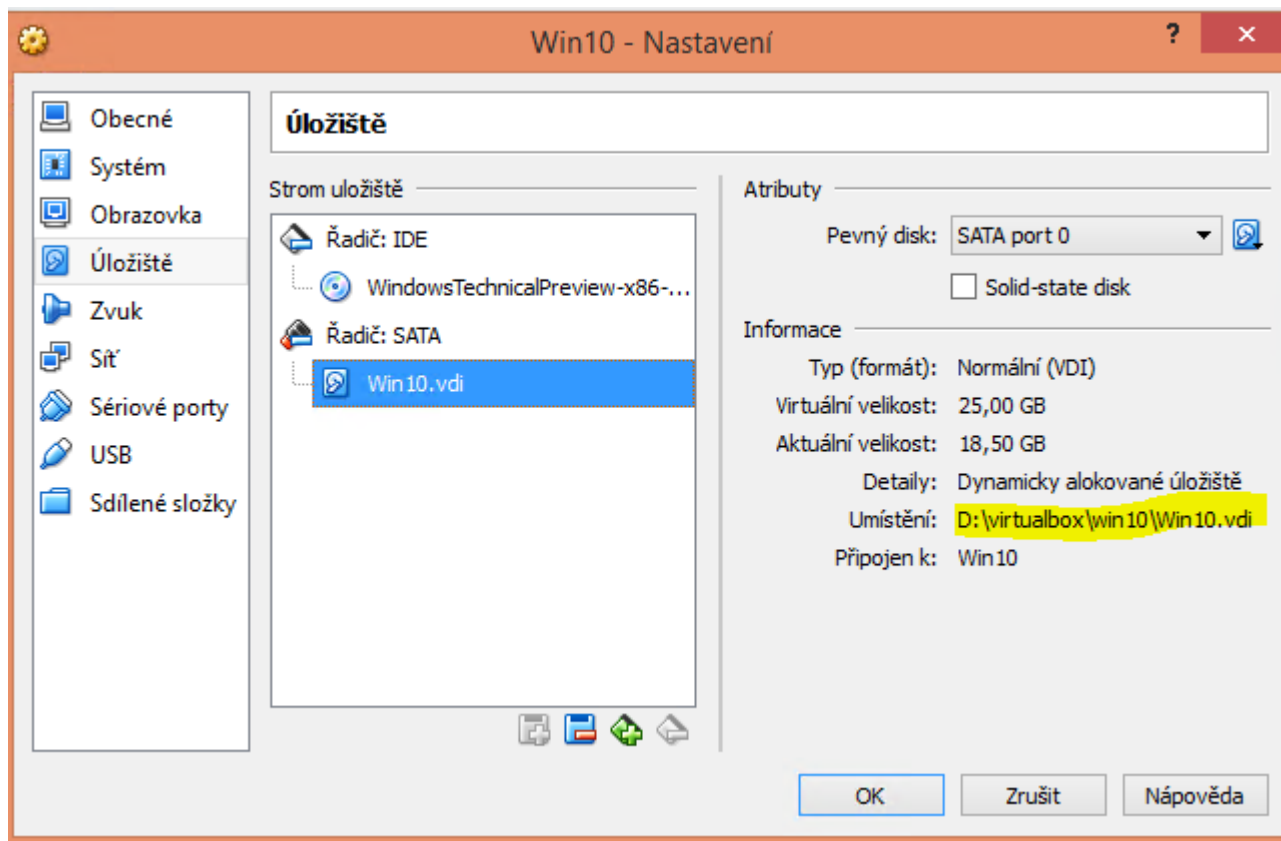 Win10 - Nastavení
?
×
Obecné
Systém
Obrazovka
Úložiště
Zvuk
Síť
Sériové porty
USB
Sdílené složky
Úložiště
Strom uložiště
Řadič: IDE
WindowsTechnicalPreview-x86-...
Řadič: SATA
Win10.vdi
Atributy
Pevný disk: SATA port 0
Solid-state disk
Informace
Typ (formát): Normální (VDI)
Virtuální velikost: 25,00 GB
Aktuální velikost: 18,50 GB
Detaily: Dynamicky alokované úložiště
Umístění: D:\virtualbox\win10\Win10.vdi
Připojen k: Win10
OK Zrušit Nápověda